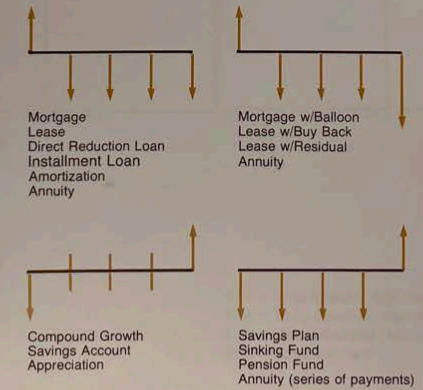 Mortgage
Lease
Direct Reduction Loan
Installment Loan
Amortization
Annuity
Mortgage w/Balloon
Lease w/Buy Back
Lease w/Residual
Annuity
Compound Growth
Savings Account
Appreciation
Savings Plan
Sinking Fund
Pension Fund
Annuity (series of payments)